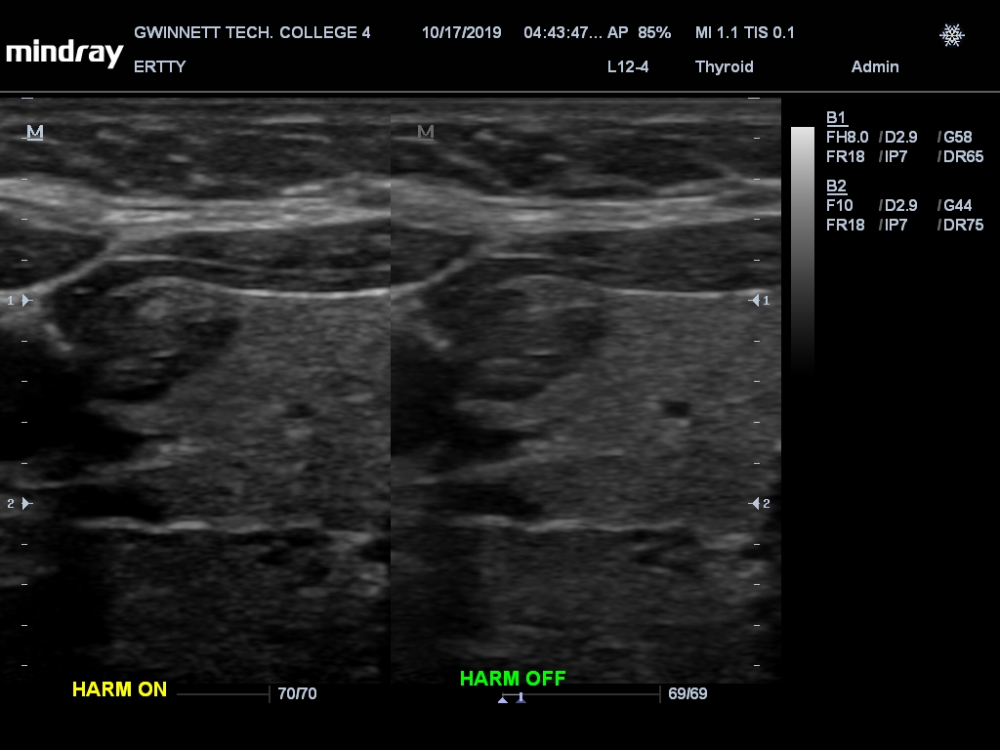 mindray
GWINNETT TECH. COLLEGE 4 10/17/2019 04:43:47... AP 85% MI 1.1 TIS 0.1
ERTTY L12-4 Thyroid Admin
M M
B1
FH8.0 / D2.9 / G58
FR18 / IP7 / DR65
B2
F10 / D2.9 / G44
FR18 / IP7 / DR75
1 1
2 2
HARM ON 70/70
HARM OFF 69/69